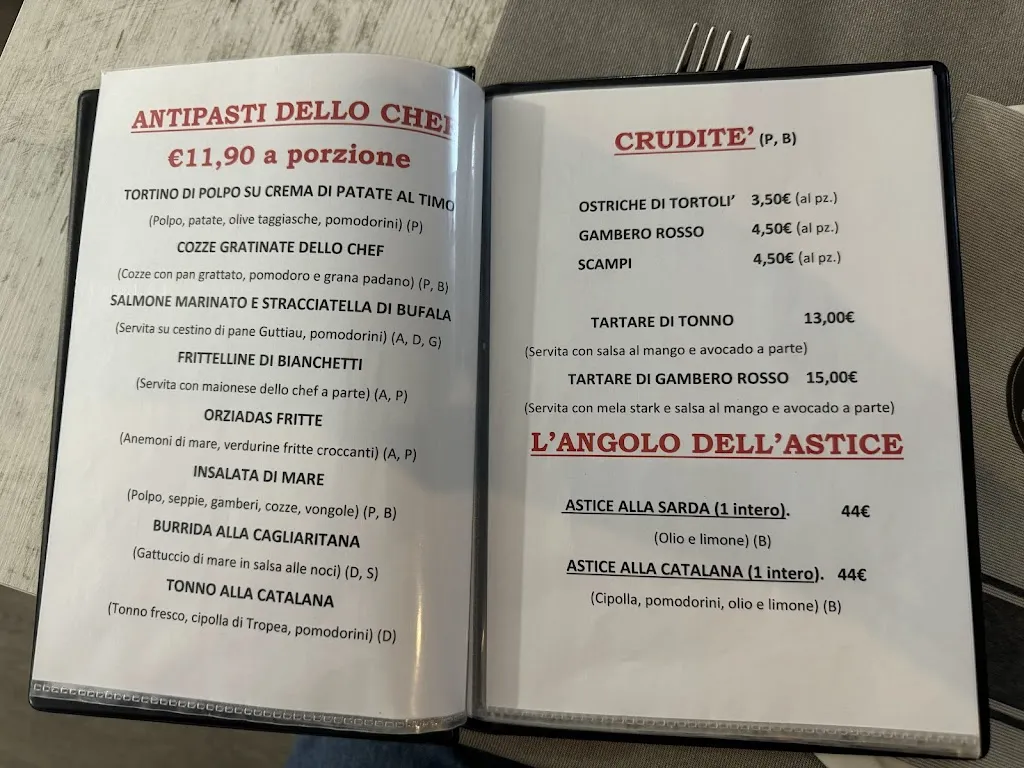 ANTIPASTI DELLO CHEF
€11,90 a porzione
TORTINO DI POLPO SU CREMA DI PATATE AL TIMO
(Polpo, patate, olive taggiasche, pomodorini) (P)
COZZE GRATINATE DELLO CHEF
(Cozze con pan grattato, pomodoro e grana padano) (P, B)
SALMONE MARINATO E STRACCIATELLA DI BUFALA
(Servita su cestino di pane Guttiau, pomodorini) (A, D, G)
FRITTELLINE DI BIANCHETTI
(Servita con maionese dello chef a parte) (A, P)
ORZIADAS FRITTE
(Anemoni di mare, verdurine fritte croccanti) (A, P)
INSALATA DI MARE
(Polpo, seppie, gamberi, cozze, vongole) (P, B)
BURRIDA ALLA CAGLIARITANA
(Gattuccio di mare in salsa alle noci) (D, S)
TONNO ALLA CATALANA
(Tonno fresco, cipolla di Tropea, pomodorini) (D)
CRUDITE’ (P, B)
OSTRICHE DI TORTOLI’ 3,50€ (al pz.)
GAMBERO ROSSO 4,50€ (al pz.)
SCAMPI 4,50€ (al pz.)
TARTARE DI TONNO 13,00€
(Servita con salsa al mango e avocado a parte)
TARTARE DI GAMBERO ROSSO 15,00€
(Servita con mela stark e salsa al mango e avocado a parte)
L’ANGOLO DELL’ASTICE
ASTICE ALLA SARDA (1 intero). 44€
(Olio e limone) (B)
ASTICE ALLA CATALANA (1 intero). 44€
(Cipolla, pomodorini, olio e limone) (B)